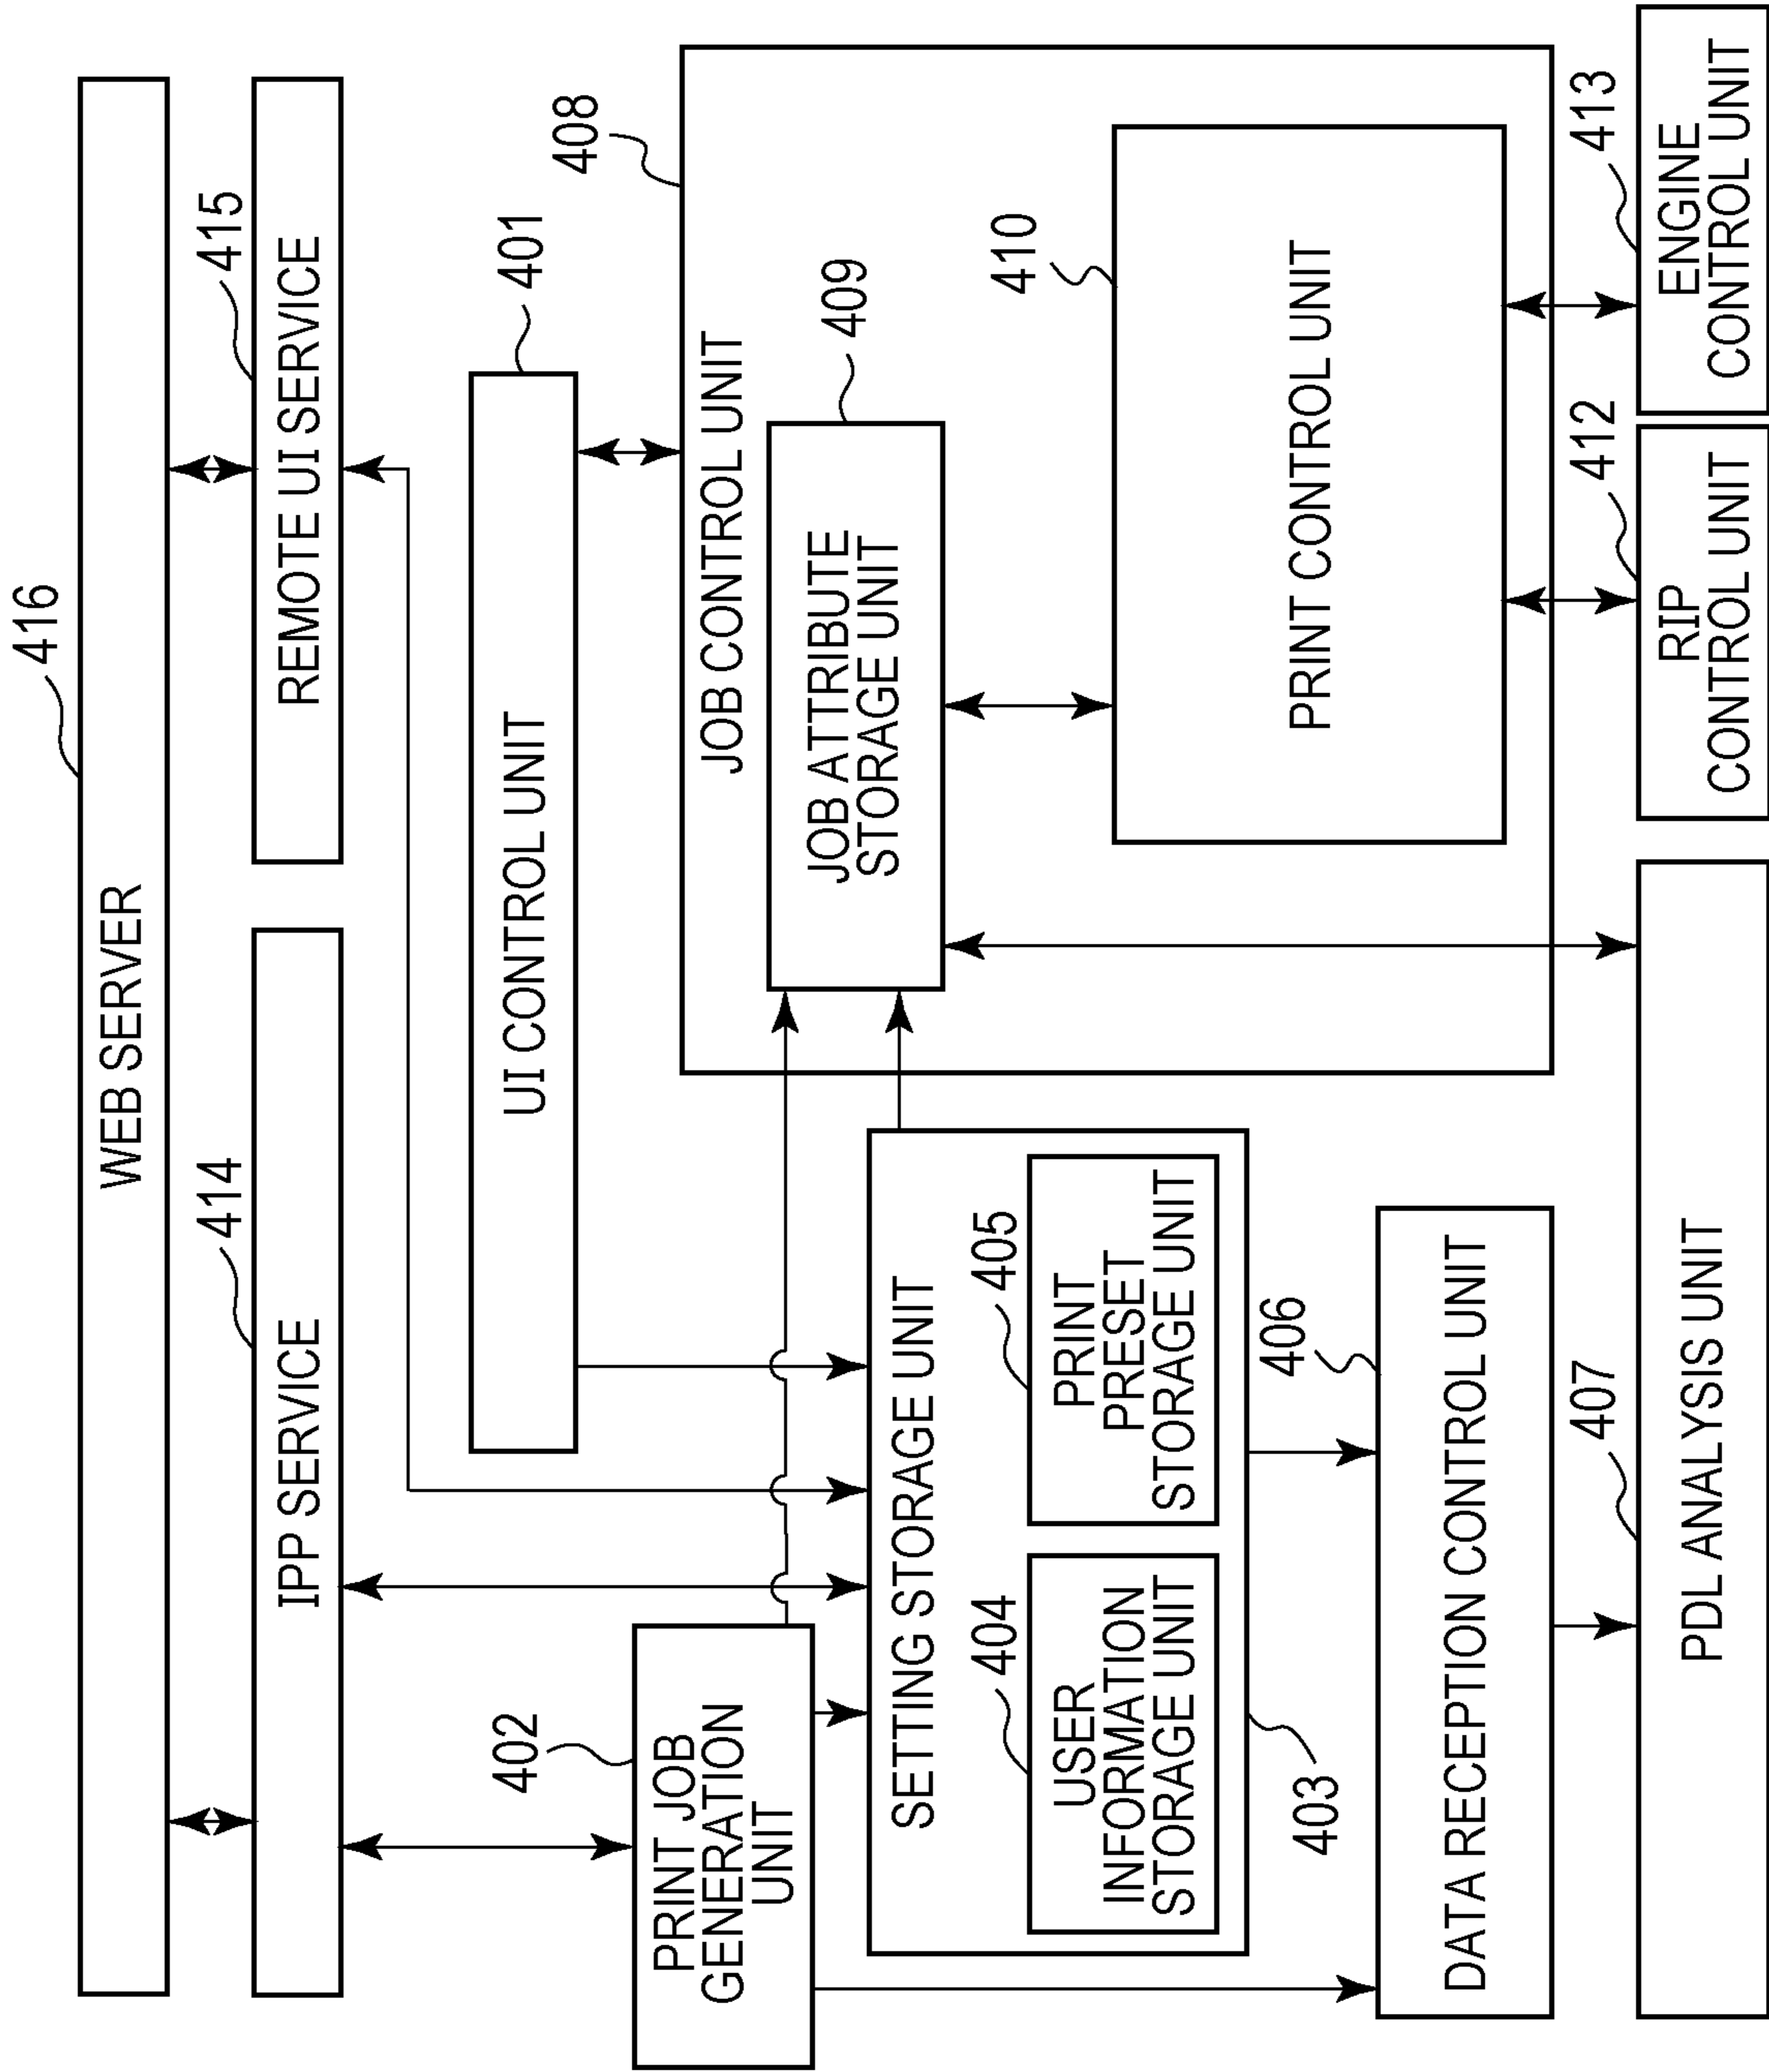 416
WEB SERVER
414
IPP SERVICE
415
REMOTE UI SERVICE
401
UI CONTROL UNIT
402
PRINT JOB
GENERATION
UNIT
408
JOB CONTROL UNIT
409
JOB ATTRIBUTE
STORAGE UNIT
410
PRINT CONTROL UNIT
SETTING STORAGE UNIT
404
USER
INFORMATION
STORAGE UNIT
405
PRINT
PRESET
STORAGE UNIT
403
406
DATA RECEPTION CONTROL UNIT
407
PDL ANALYSIS UNIT
412
RIP
CONTROL UNIT
413
ENGINE
CONTROL UNIT